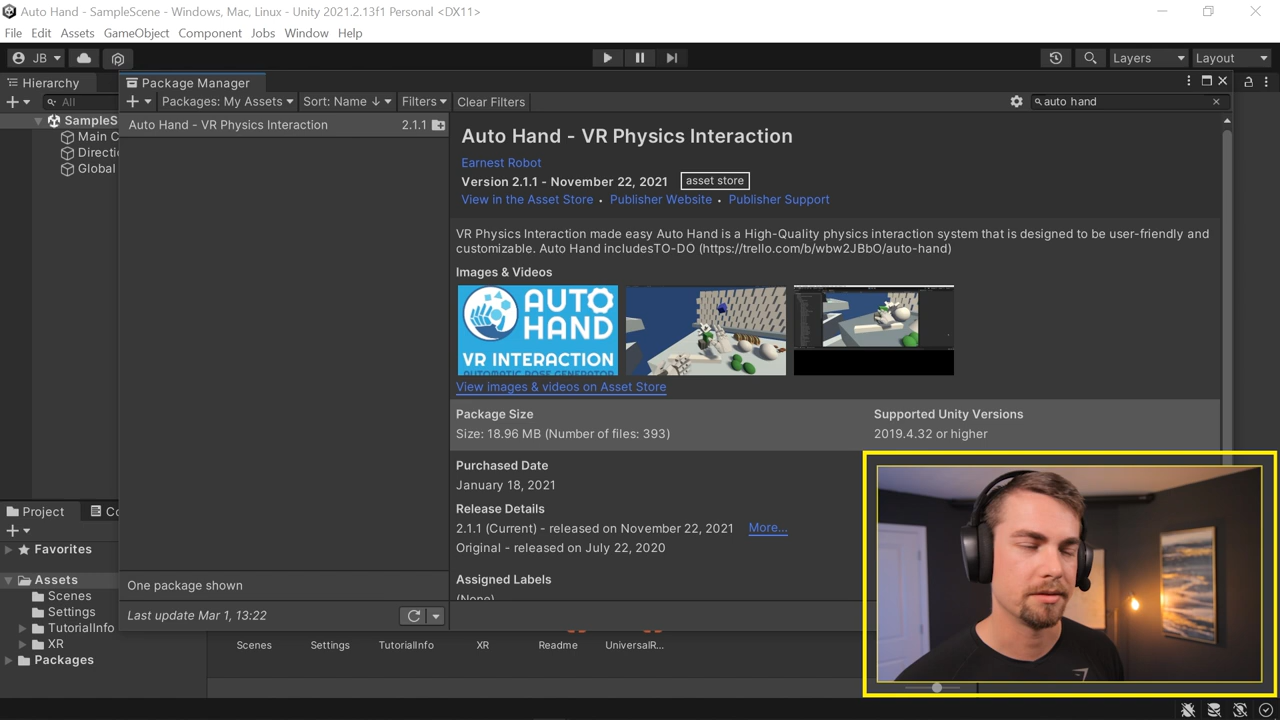 Auto Hand - SampleScene - Windows, Mac, Linux - Unity 2021.2.13f1 Personal <DX11>
File Edit Assets GameObject Component Jobs Window Help
JB Layers Layout
Hierarchy
Package Manager
All
Packages: My Assets Sort: Name ↓ Filters Clear Filters
auto hand
SampleS
Main C
Directi
Global
Auto Hand - VR Physics Interaction 2.1.1
Auto Hand - VR Physics Interaction
Earnest Robot
Version 2.1.1 - November 22, 2021 asset store
View in the Asset Store • Publisher Website • Publisher Support
VR Physics Interaction made easy Auto Hand is a High-Quality physics interaction system that is designed to be user-friendly and
customizable. Auto Hand includesTO-DO (https://trello.com/b/wbw2JBbO/auto-hand)
Images & Videos
AUTO
HAND
VR INTERACTION
AUTOMATIC POSE GENERATOR
View images & videos on Asset Store
Package Size
Size: 18.96 MB (Number of files: 393)
Supported Unity Versions
2019.4.32 or higher
Purchased Date
January 18, 2021
Release Details
2.1.1 (Current) - released on November 22, 2021 More...
Original - released on July 22, 2020
Assigned Labels
(None)
One package shown
Last update Mar 1, 13:22
Project Co
Favorites
Assets
Scenes
Settings
TutorialInfo
XR
Packages
Scenes Settings TutorialInfo XR Readme UniversalR...